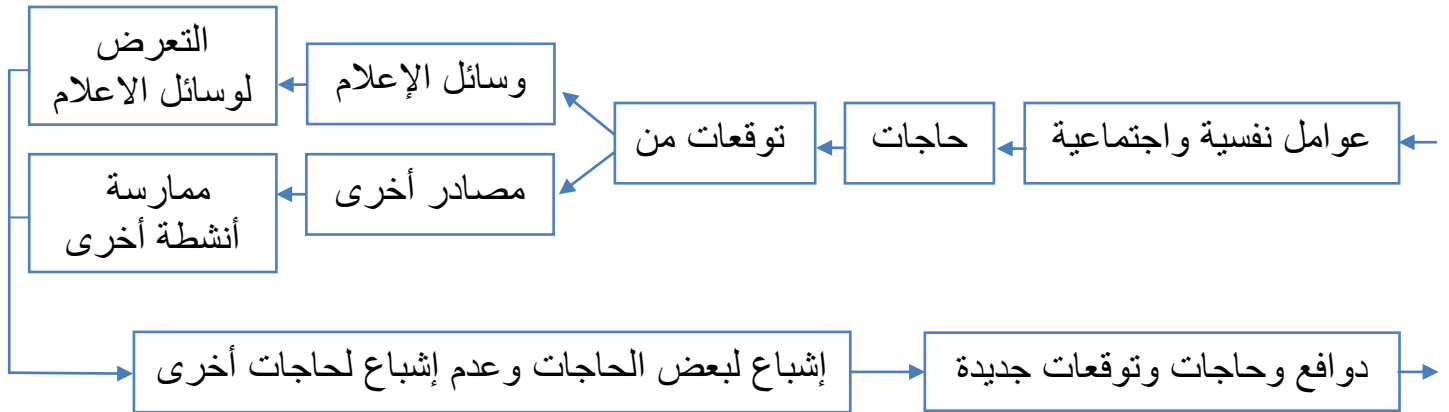 عوامل نفسية واجتماعية
حاجات
توقعات من
وسائل الإعلام
التعرض
لوسائل الاعلام
مصادر أخرى
ممارسة
أنشطة أخرى
إشباع لبعض الحاجات وعدم إشباع لحاجات أخرى
دوافع وحاجات وتوقعات جديدة